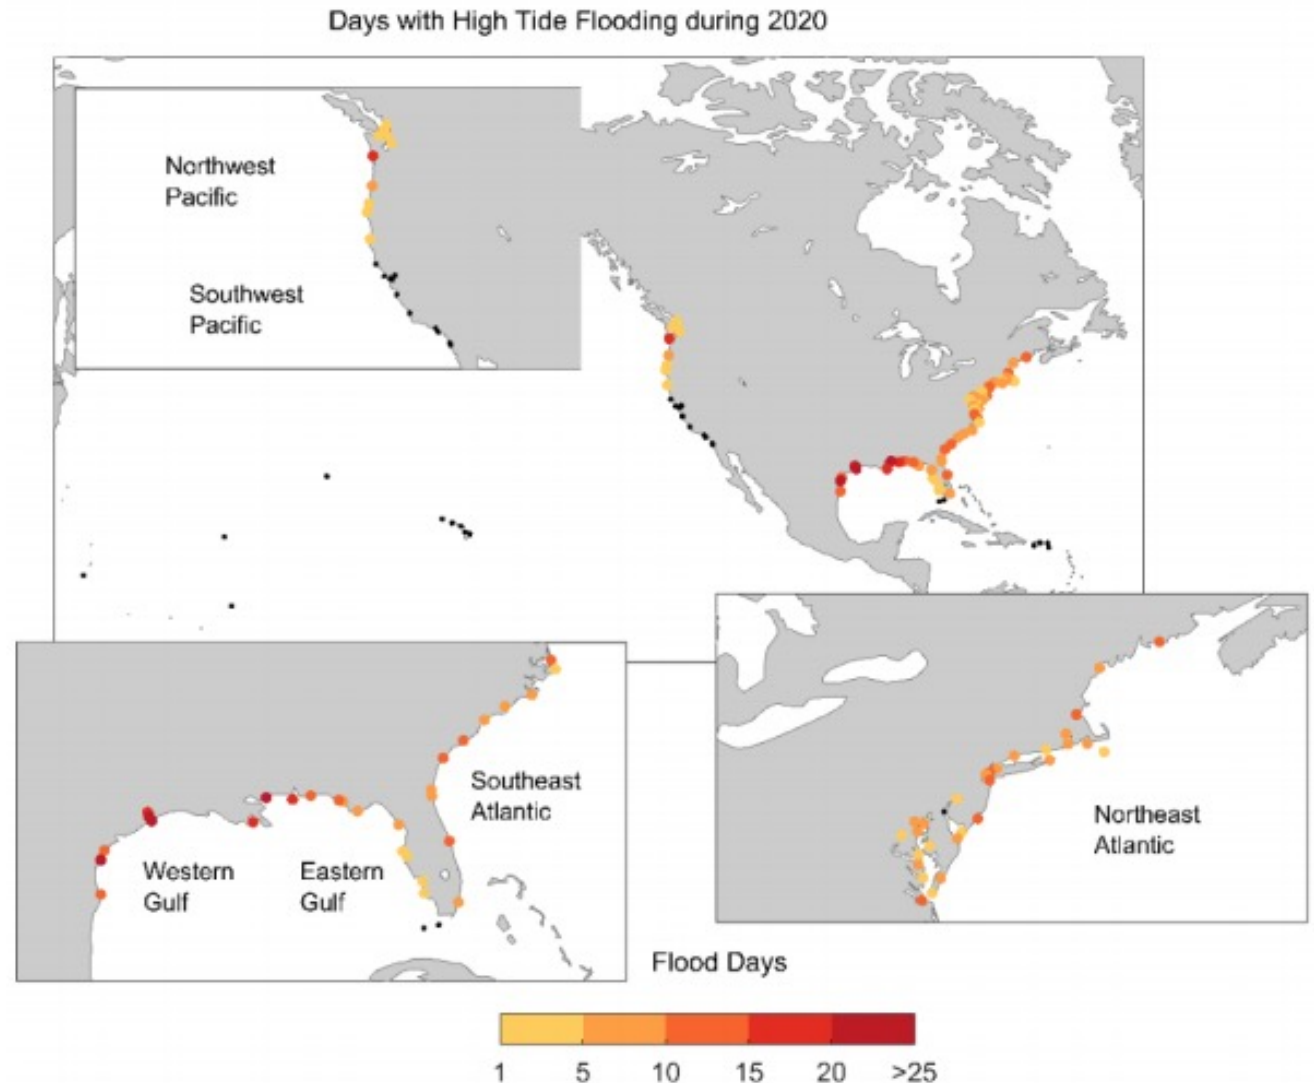 Days with High Tide Flooding during 2020
Northwest
Pacific
Southwest
Pacific
Southeast
Atlantic
Western
Gulf
Eastern
Gulf
Northeast
Atlantic
Flood Days
1 5 10 15 20 >25